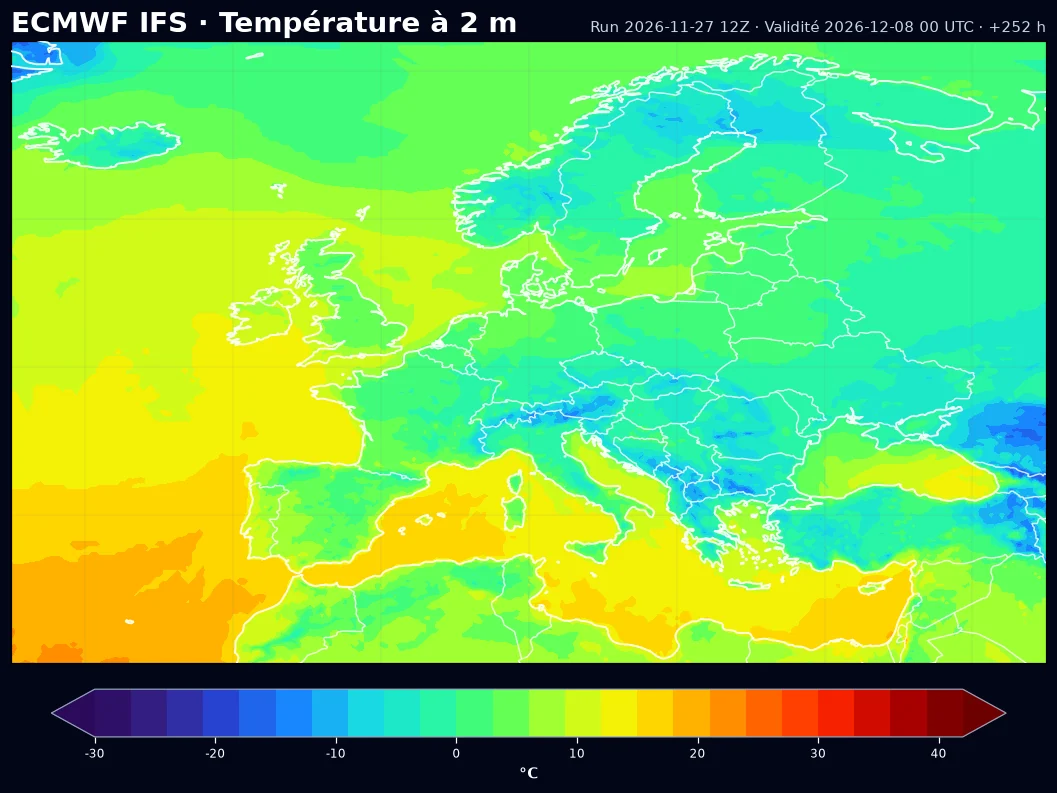 ECMWF IFS · Température à 2 m
Run 2026-11-27 12Z · Validité 2026-12-08 00 UTC · +252 h
-30 -20 -10 0 10 20 30 40
°C